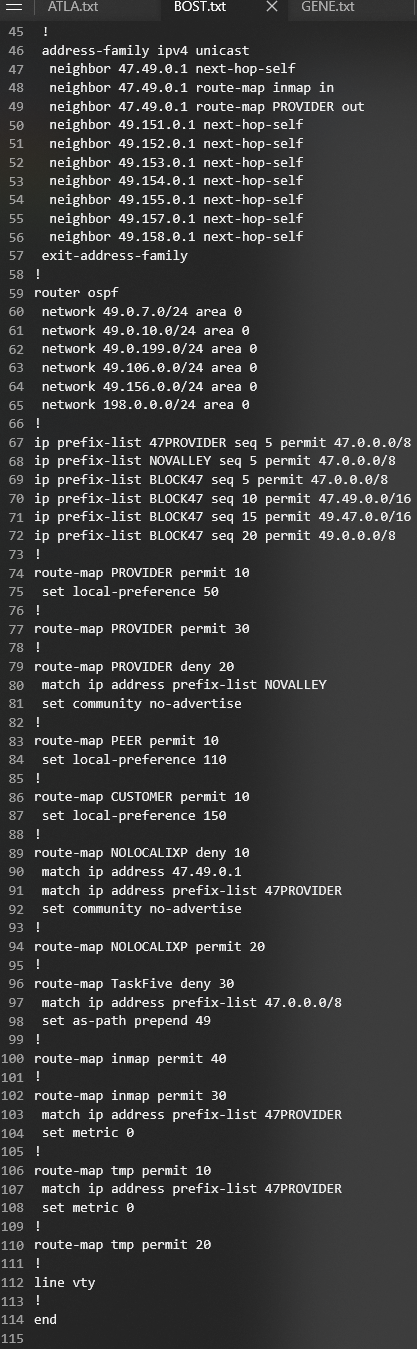 ATLA.txt BOST.txt × GENE.txt
45 !
46 address-family ipv4 unicast
47 neighbor 47.49.0.1 next-hop-self
48 neighbor 47.49.0.1 route-map inmap in
49 neighbor 47.49.0.1 route-map PROVIDER out
50 neighbor 49.151.0.1 next-hop-self
51 neighbor 49.152.0.1 next-hop-self
52 neighbor 49.153.0.1 next-hop-self
53 neighbor 49.154.0.1 next-hop-self
54 neighbor 49.155.0.1 next-hop-self
55 neighbor 49.157.0.1 next-hop-self
56 neighbor 49.158.0.1 next-hop-self
57 exit-address-family
58 !
59 router ospf
60 network 49.0.7.0/24 area 0
61 network 49.0.10.0/24 area 0
62 network 49.0.199.0/24 area 0
63 network 49.106.0.0/24 area 0
64 network 49.156.0.0/24 area 0
65 network 198.0.0.0/24 area 0
66 !
67 ip prefix-list 47PROVIDER seq 5 permit 47.0.0.0/8
68 ip prefix-list NOVALLEY seq 5 permit 47.0.0.0/8
69 ip prefix-list BLOCK47 seq 5 permit 47.0.0.0/8
70 ip prefix-list BLOCK47 seq 10 permit 47.49.0.0/16
71 ip prefix-list BLOCK47 seq 15 permit 49.47.0.0/16
72 ip prefix-list BLOCK47 seq 20 permit 49.0.0.0/8
73 !
74 route-map PROVIDER permit 10
75 set local-preference 50
76 !
77 route-map PROVIDER permit 30
78 !
79 route-map PROVIDER deny 20
80 match ip address prefix-list NOVALLEY
81 set community no-advertise
82 !
83 route-map PEER permit 10
84 set local-preference 110
85 !
86 route-map CUSTOMER permit 10
87 set local-preference 150
88 !
89 route-map NOLOCALIXP deny 10
90 match ip address 47.49.0.1
91 match ip address prefix-list 47PROVIDER
92 set community no-advertise
93 !
94 route-map NOLOCALIXP permit 20
95 !
96 route-map TaskFive deny 30
97 match ip address prefix-list 47.0.0.0/8
98 set as-path prepend 49
99 !
100 route-map inmap permit 40
101 !
102 route-map inmap permit 30
103 match ip address prefix-list 47PROVIDER
104 set metric 0
105 !
106 route-map tmp permit 10
107 match ip address prefix-list 47PROVIDER
108 set metric 0
109 !
110 route-map tmp permit 20
111 !
112 line vty
113 !
114 end
115